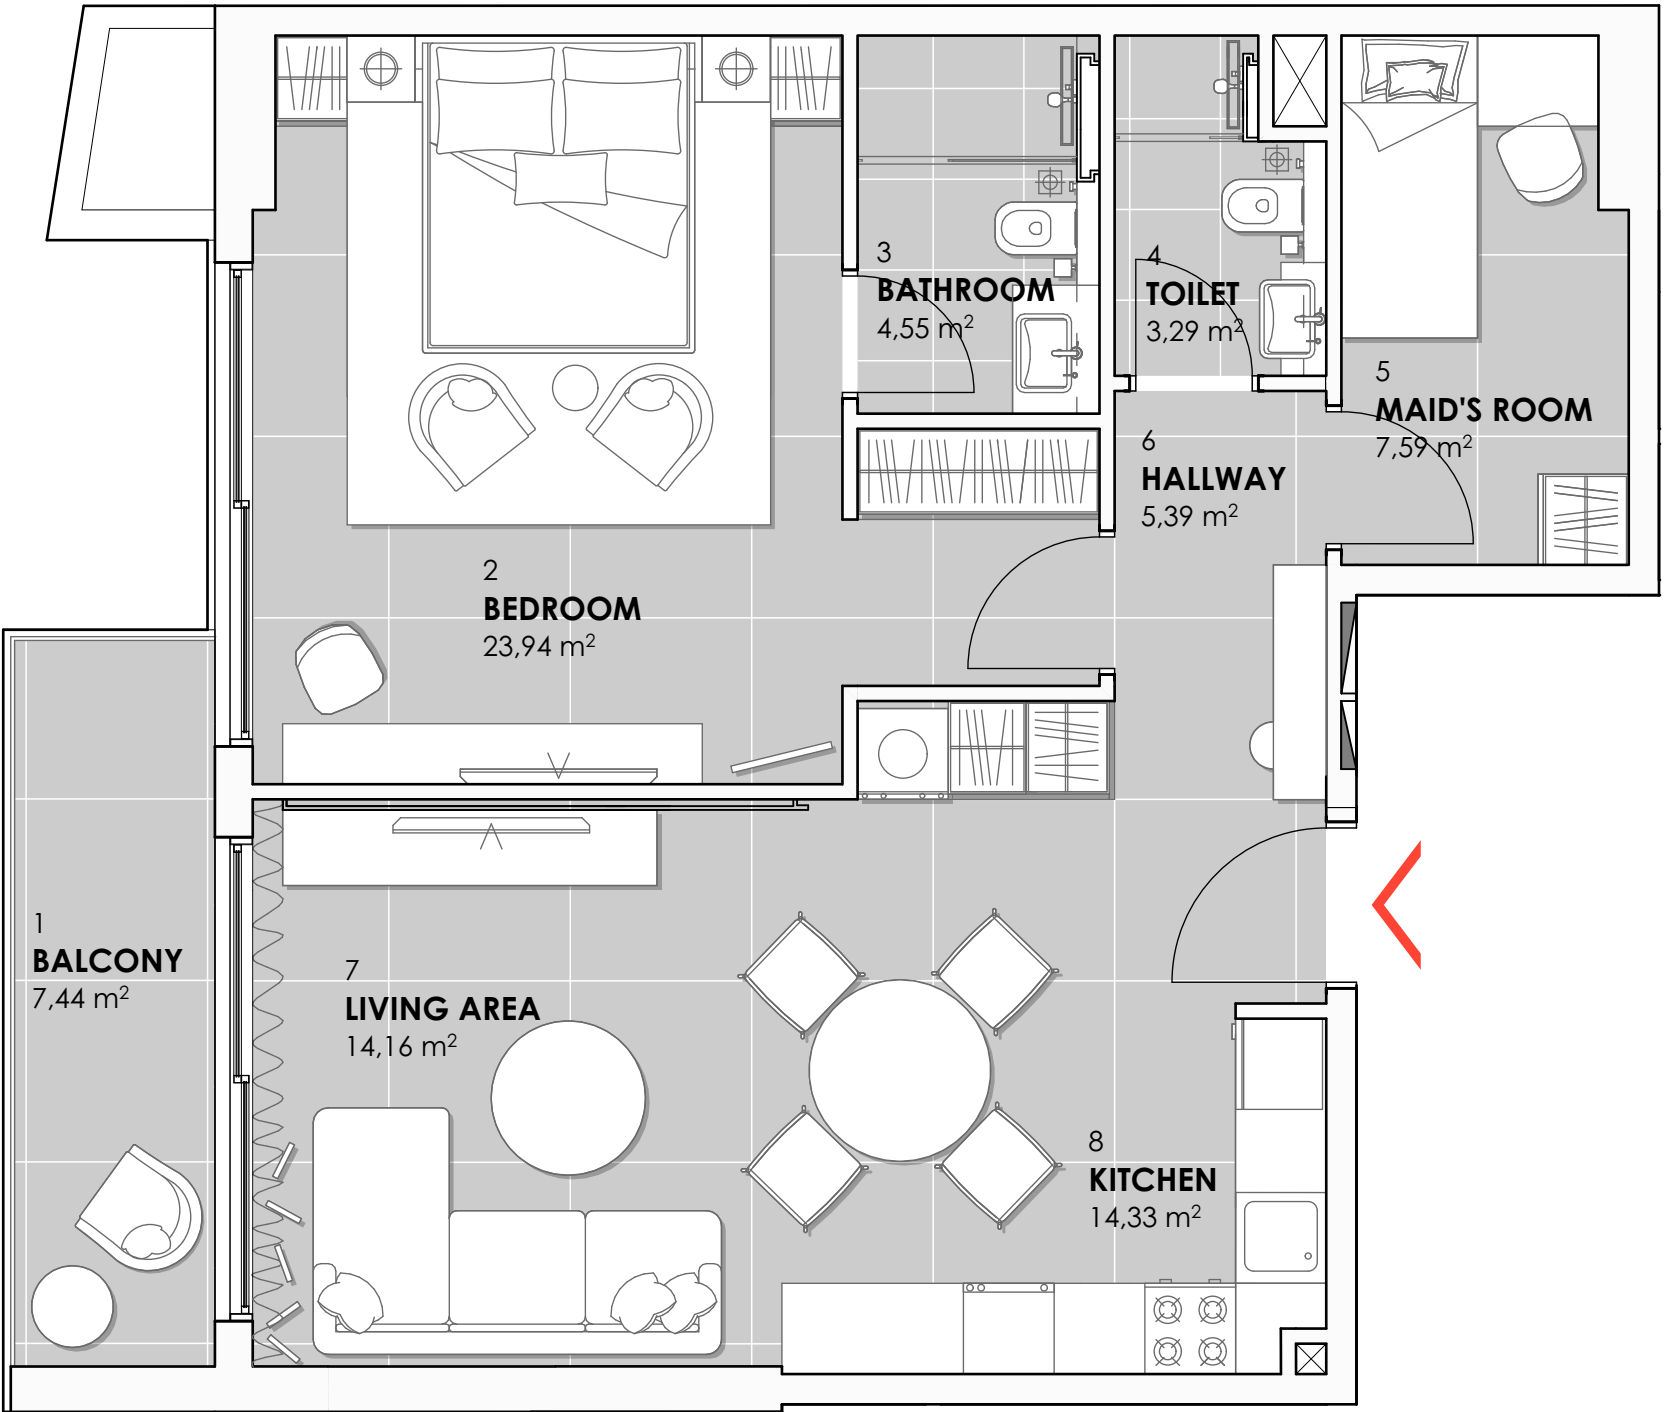 1
BALCONY
7,44 m²
2
BEDROOM
23,94 m²
3
BATHROOM
4,55 m²
4
TOILET
3,29 m²
5
MAID'S ROOM
7,59 m²
6
HALLWAY
5,39 m²
7
LIVING AREA
14,16 m²
8
KITCHEN
14,33 m²